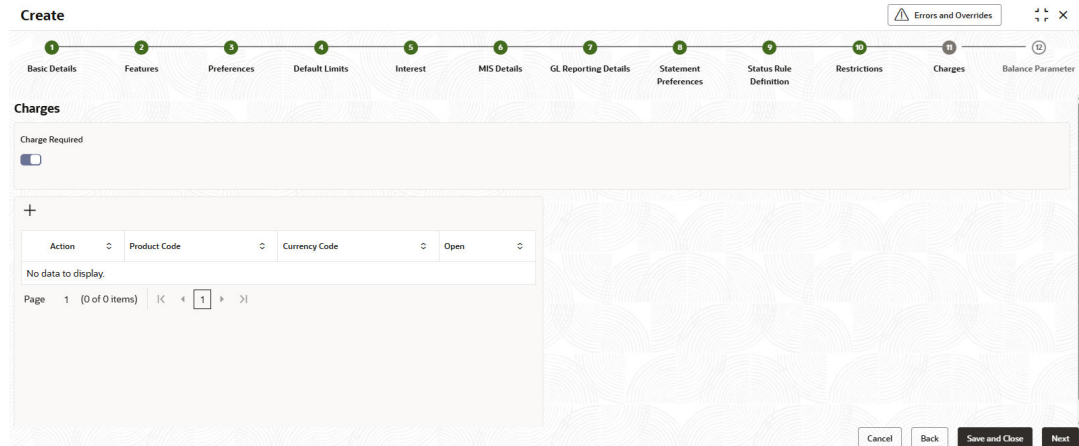 Create
Errors and Overrides
1 2 3 4 5 6 7 8 9 10 11 12
Basic Details Features Preferences Default Limits Interest MIS Details GL Reporting Details Statement Preferences Status Rule Definition Restrictions Charges Balance Parameter
Charges
Charge Required
Action Product Code Currency Code Open
No data to display.
Page 1 (0 of 0 items) 1
Cancel Back Save and Close Next